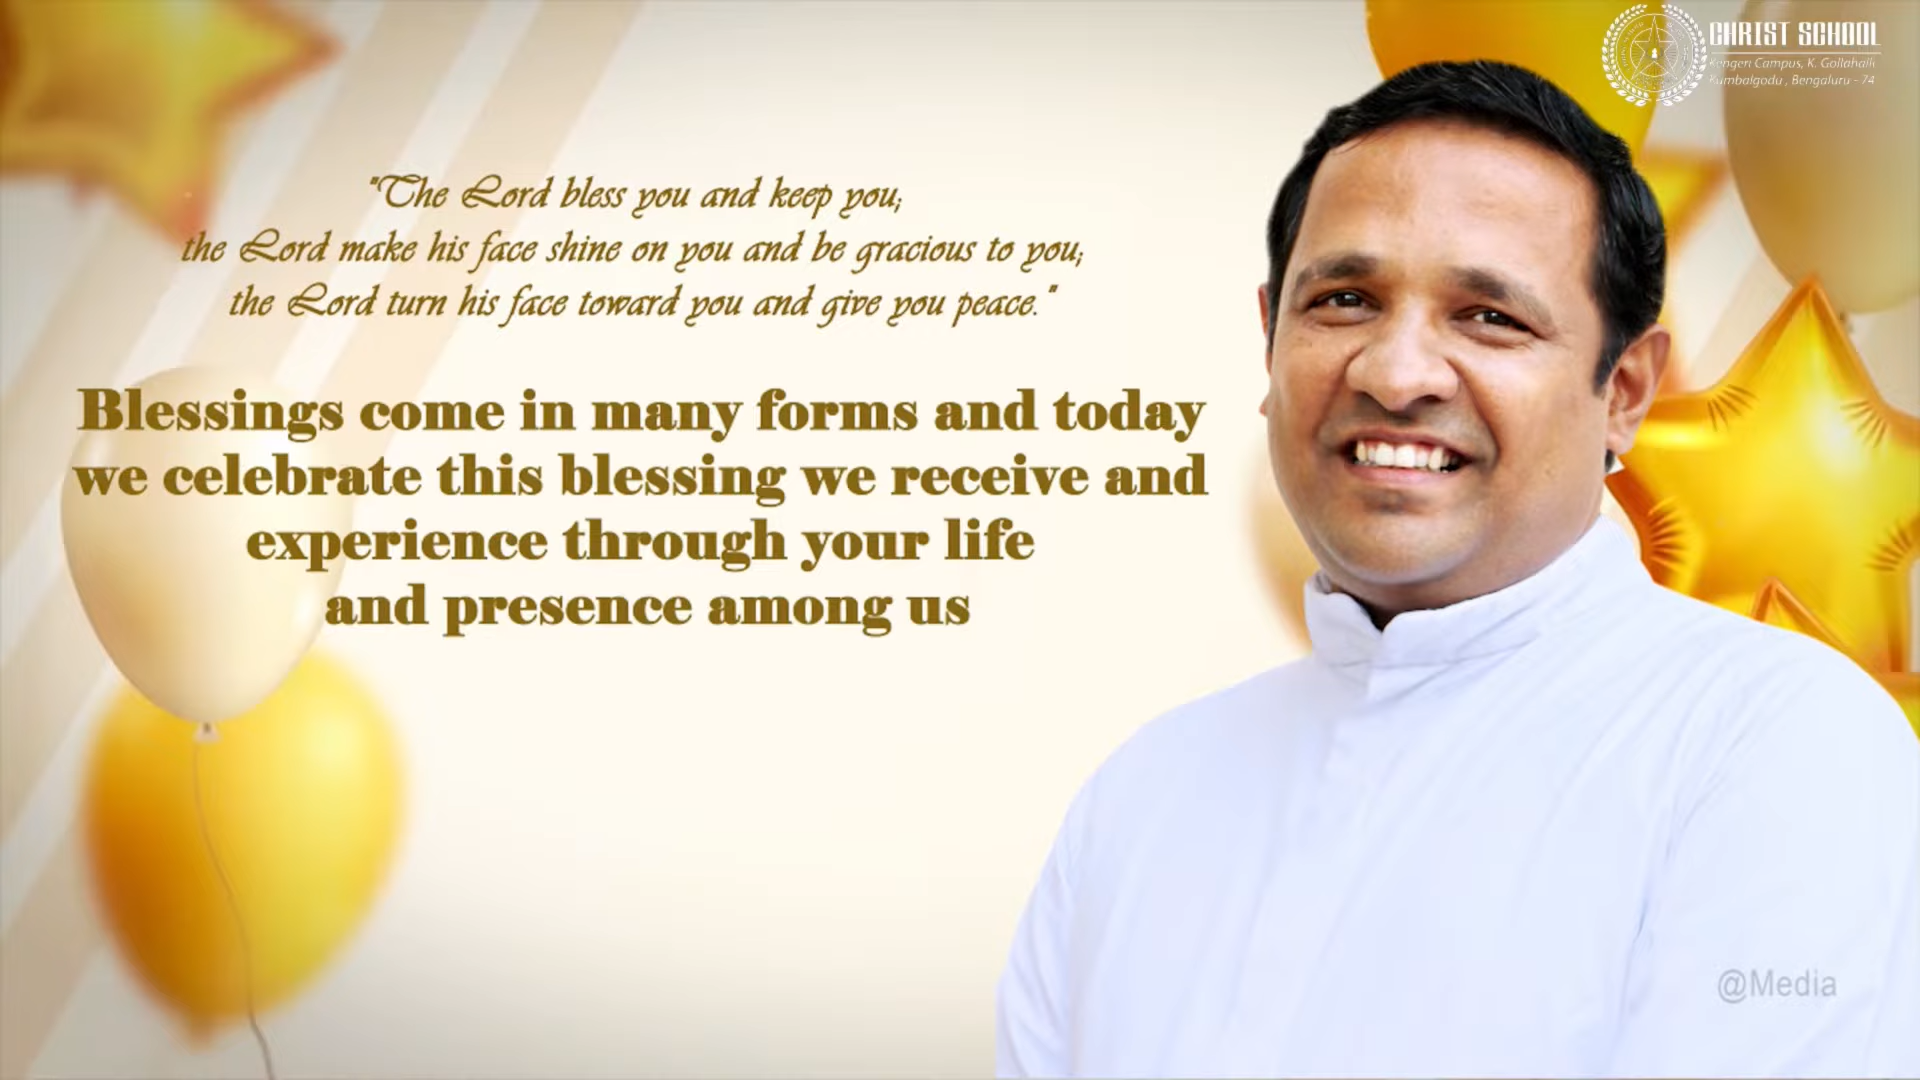 CHRIST SCHOOL
Kengeri Campus, K. Gollahalli
Kumbalgodu, Bengaluru - 74
"The Lord bless you and keep you;
the Lord make his face shine on you and be gracious to you;
the Lord turn his face toward you and give you peace."
Blessings come in many forms and today
we celebrate this blessing we receive and
experience through your life
and presence among us
@Media